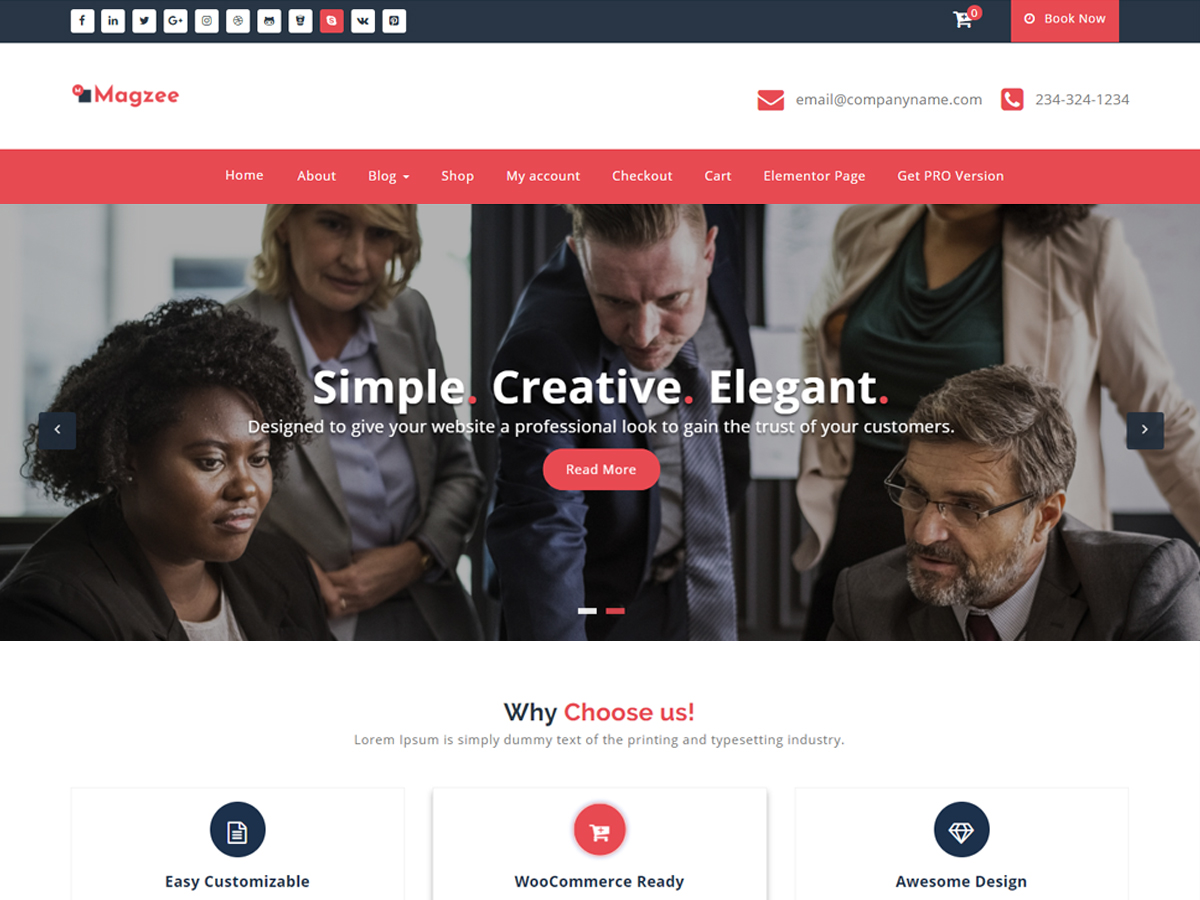 0
Book Now
M
Magzee
email@companyname.com
234-324-1234
Home
About
Blog
Shop
My account
Checkout
Cart
Elementor Page
Get PRO Version
Simple. Creative. Elegant.
Designed to give your website a professional look to gain the trust of your customers.
Read More
Why Choose us!
Lorem Ipsum is simply dummy text of the printing and typesetting industry.
Easy Customizable
WooCommerce Ready
Awesome Design